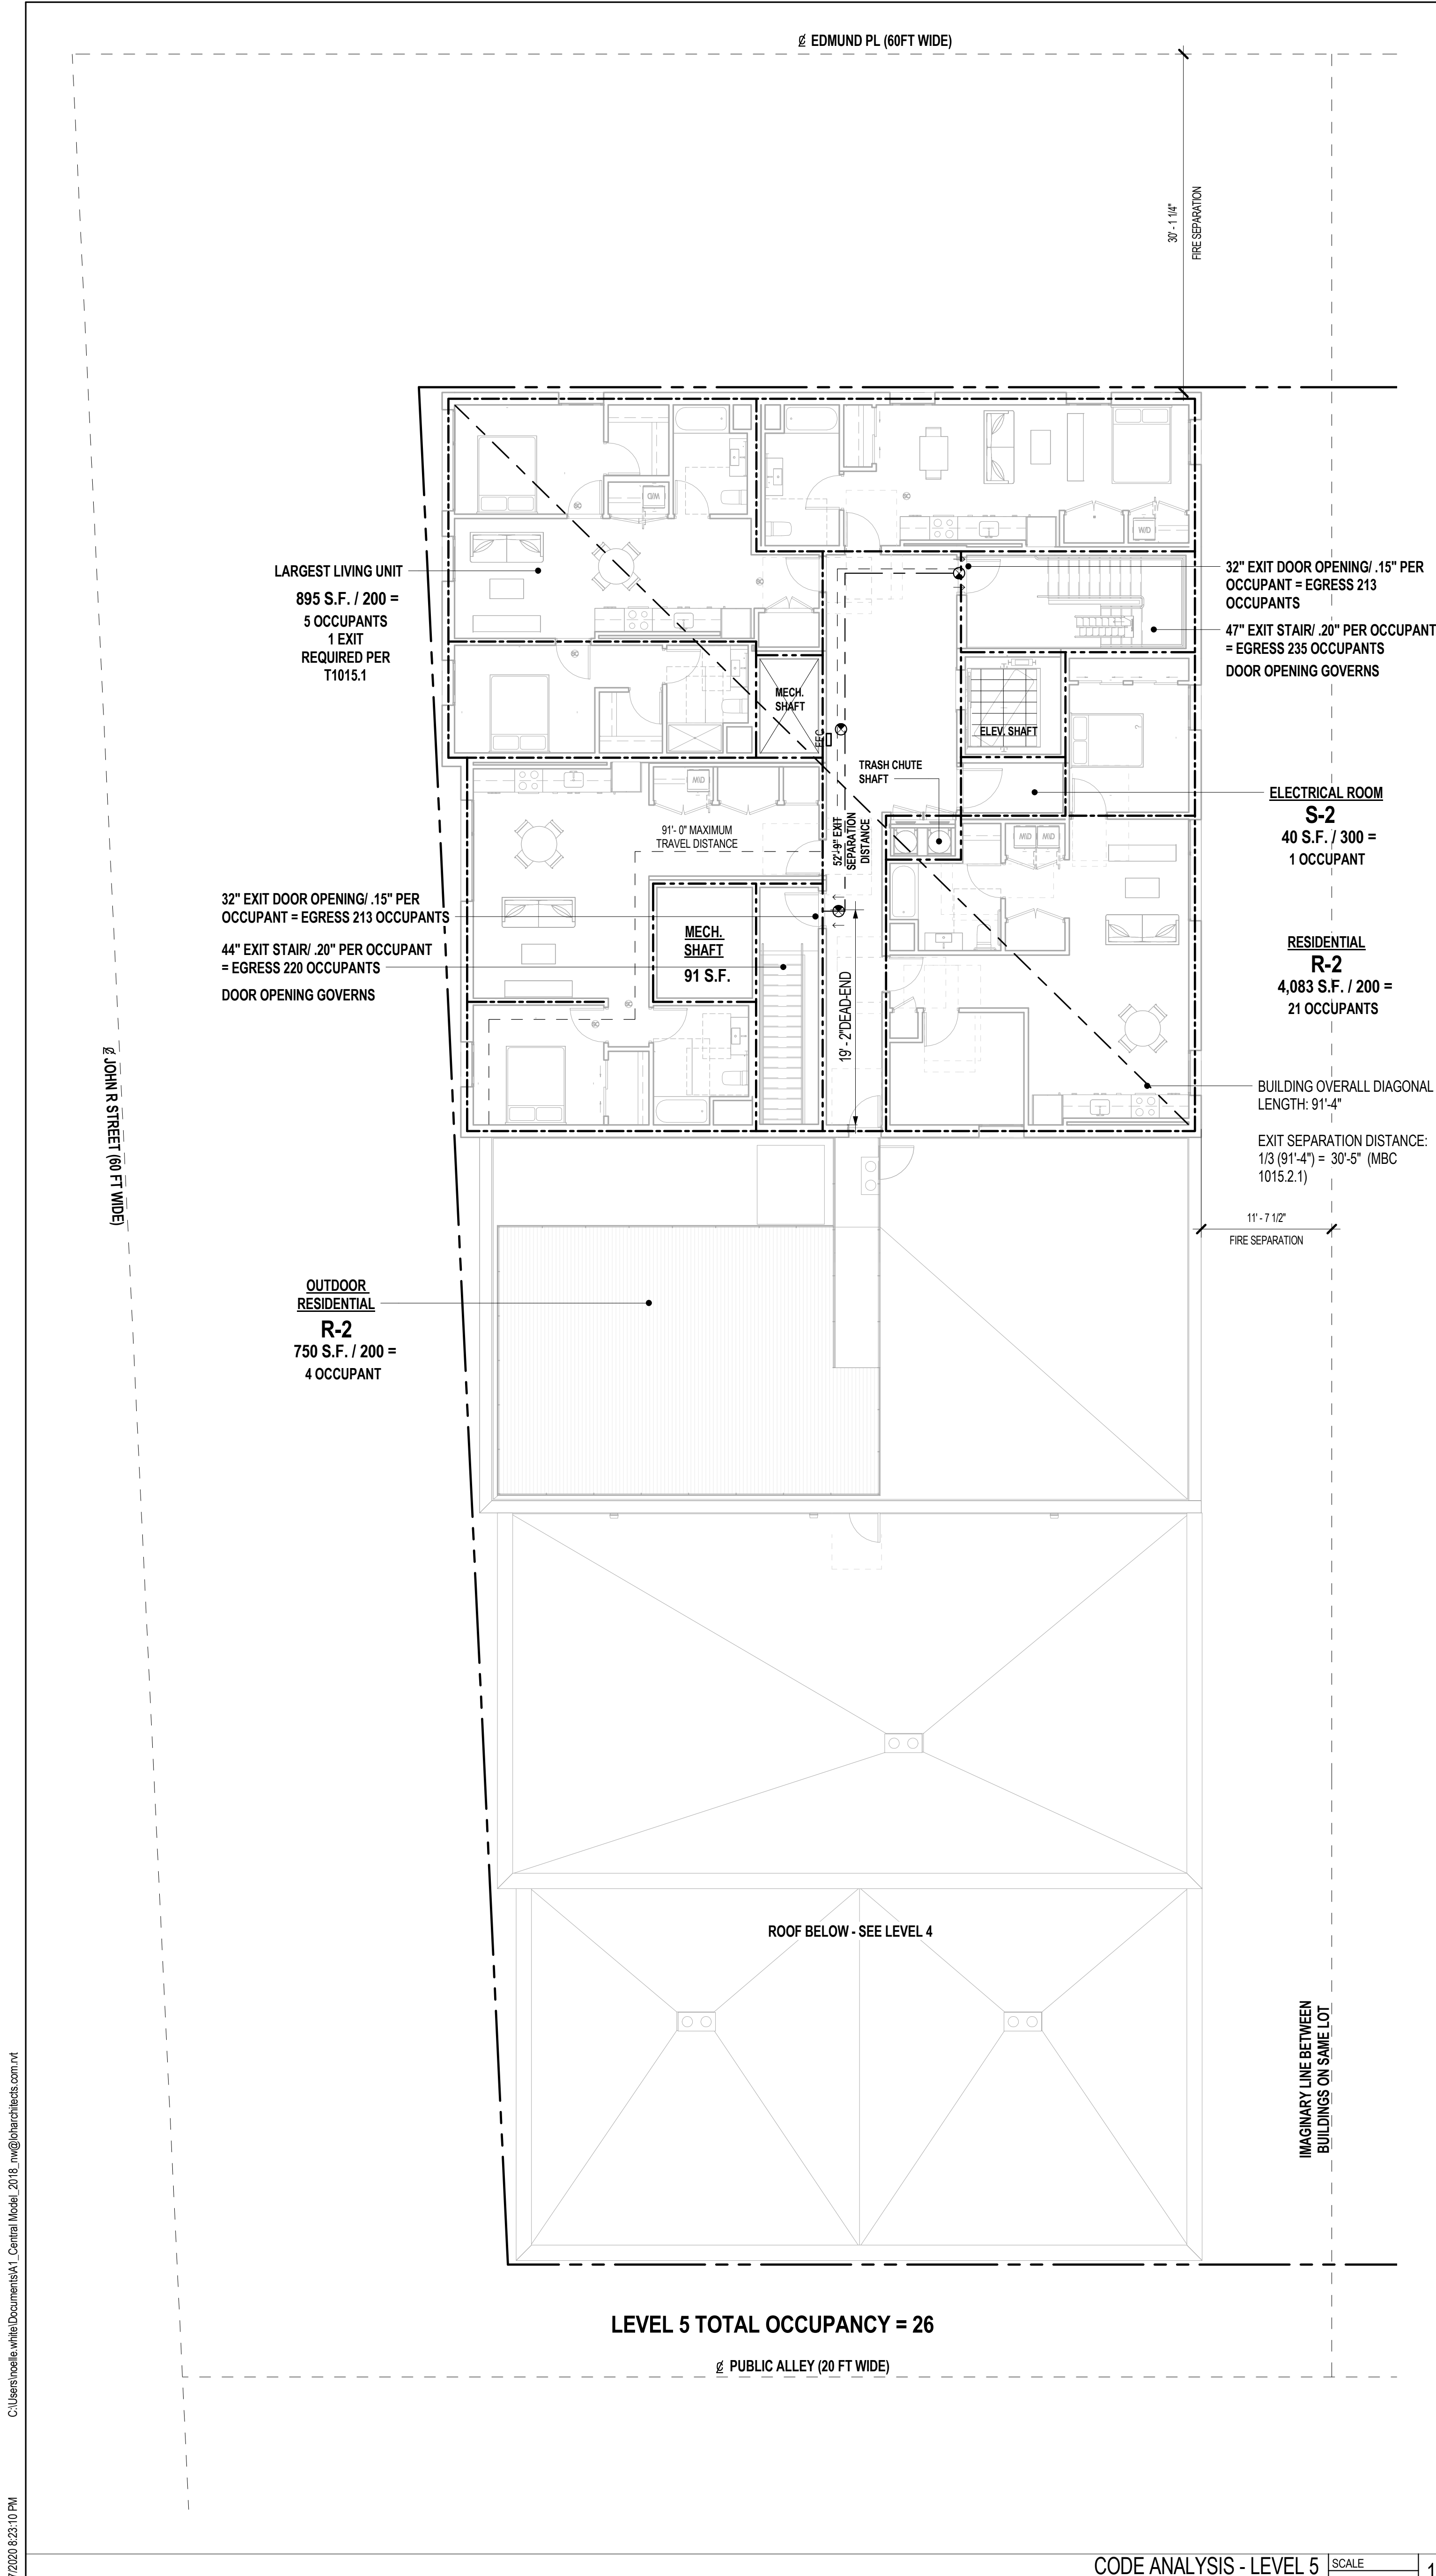 EDMUND PL (60FT WIDE)
30' - 1 1/4"
FIRE SEPARATION
LARGEST LIVING UNIT
895 S.F. / 200 =
5 OCCUPANTS
1 EXIT
REQUIRED PER
T1015.1
W/D
W/D
32" EXIT DOOR OPENING/ .15" PER
OCCUPANT = EGRESS 213
OCCUPANTS
47" EXIT STAIR/ .20" PER OCCUPANT
= EGRESS 235 OCCUPANTS
DOOR OPENING GOVERNS
MECH.
SHAFT
FEC
ELEV. SHAFT
TRASH CHUTE
SHAFT
ELECTRICAL ROOM
S-2
40 S.F. / 300 =
1 OCCUPANT
W/D
91'- 0" MAXIMUM
TRAVEL DISTANCE
52'-9" EXIT
SEPARATION
DISTANCE
W/D
W/D
32" EXIT DOOR OPENING/ .15" PER
OCCUPANT = EGRESS 213 OCCUPANTS
44" EXIT STAIR/ .20" PER OCCUPANT
= EGRESS 220 OCCUPANTS
DOOR OPENING GOVERNS
MECH.
SHAFT
91 S.F.
19' - 2"DEAD-END
RESIDENTIAL
R-2
4,083 S.F. / 200 =
21 OCCUPANTS
JOHN R STREET (60 FT WIDE)
BUILDING OVERALL DIAGONAL
LENGTH: 91'-4"
EXIT SEPARATION DISTANCE:
1/3 (91'-4") = 30'-5" (MBC
1015.2.1)
11' - 7 1/2"
FIRE SEPARATION
OUTDOOR
RESIDENTIAL
R-2
750 S.F. / 200 =
4 OCCUPANT
ROOF BELOW - SEE LEVEL 4
IMAGINARY LINE BETWEEN
BUILDINGS ON SAME LOT
LEVEL 5 TOTAL OCCUPANCY = 26
PUBLIC ALLEY (20 FT WIDE)
C:\Users\noelle.white\Documents\A1_Central Model_2018_nw@loharchitects.com.rvt
7/2020 8:23:10 PM
CODE ANALYSIS - LEVEL 5
SCALE
1